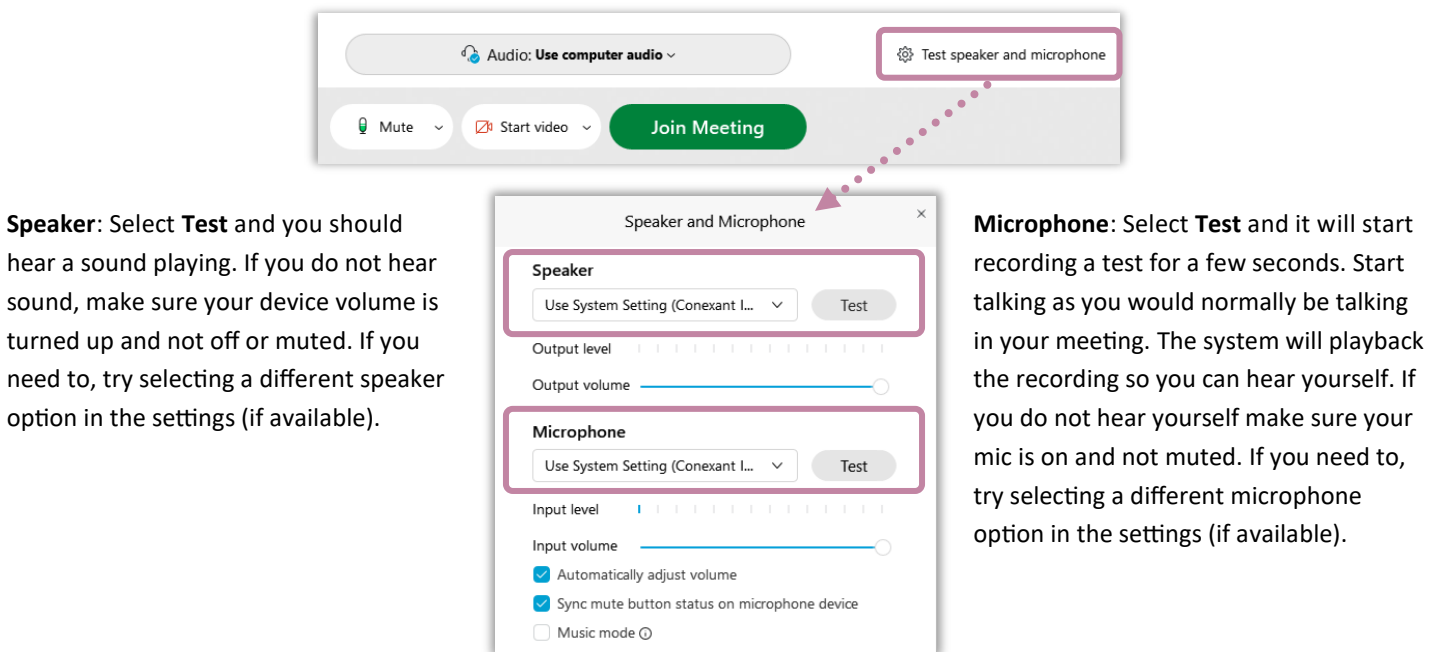 Audio: Use computer audio
Test speaker and microphone
Mute
Start video
Join Meeting
Speaker: Select Test and you should
hear a sound playing. If you do not hear
sound, make sure your device volume is
turned up and not off or muted. If you
need to, try selecting a different speaker
option in the settings (if available).
Speaker and Microphone
Speaker
Use System Setting (Conexant I...
Test
Output level
Output volume
Microphone
Use System Setting (Conexant I...
Test
Input level
Input volume
Automatically adjust volume
Sync mute button status on microphone device
Music mode
Microphone: Select Test and it will start
recording a test for a few seconds. Start
talking as you would normally be talking
in your meeting. The system will playback
the recording so you can hear yourself. If
you do not hear yourself make sure your
mic is on and not muted. If you need to,
try selecting a different microphone
option in the settings (if available).